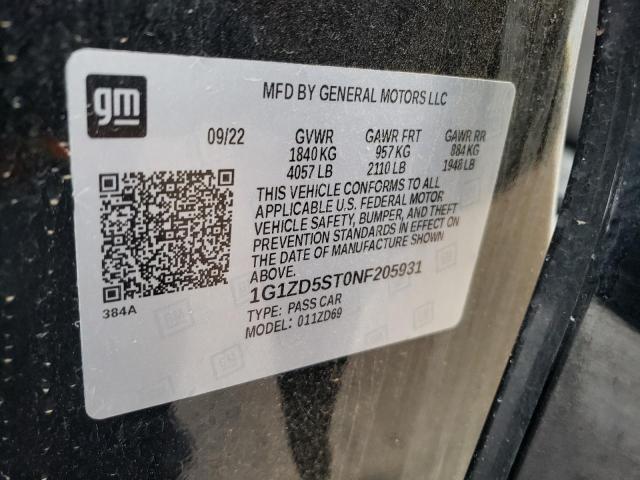 gm
MFD BY GENERAL MOTORS LLC
09/22 GVWR GAWR FRT GAWR RR
1840 KG 957 KG 884 KG
4057 LB 2110 LB 1948 LB
THIS VEHICLE CONFORMS TO ALL
APPLICABLE U.S. FEDERAL MOTOR
VEHICLE SAFETY, BUMPER, AND THEFT
PREVENTION STANDARDS IN EFFECT ON
THE DATE OF MANUFACTURE SHOWN
ABOVE.
384A
1G1ZD5ST0NF205931
TYPE: PASS CAR
MODEL: 011ZD69